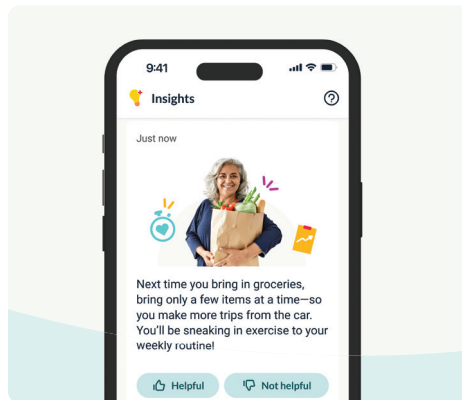 9:41
Insights
Just now
Next time you bring in groceries,
bring only a few items at a time—so
you make more trips from the car.
You'll be sneaking in exercise to your
weekly routine!
Helpful
Not helpful